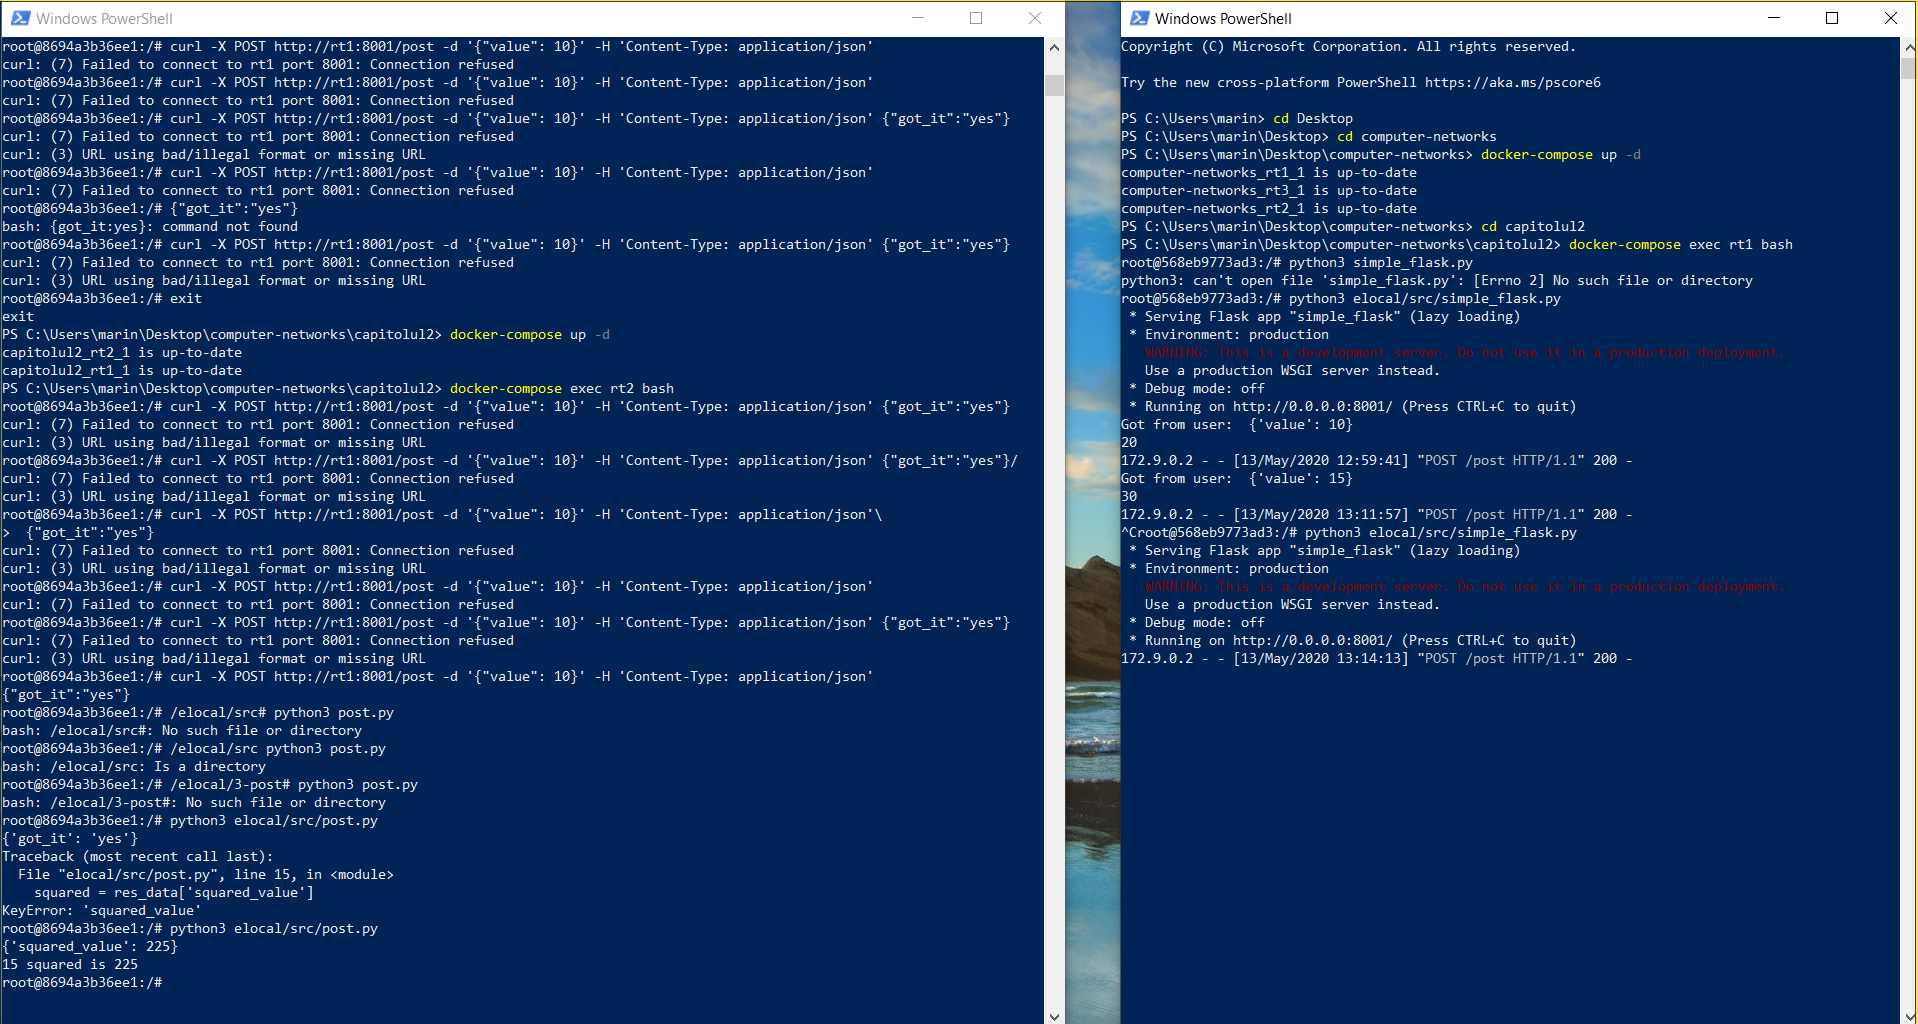 Windows PowerShell
root@8694a3b36ee1:/# curl -X POST http://rt1:8001/post -d '{"value": 10}' -H 'Content-Type: application/json'
curl: (7) Failed to connect to rt1 port 8001: Connection refused
root@8694a3b36ee1:/# curl -X POST http://rt1:8001/post -d '{"value": 10}' -H 'Content-Type: application/json'
curl: (7) Failed to connect to rt1 port 8001: Connection refused
root@8694a3b36ee1:/# curl -X POST http://rt1:8001/post -d '{"value": 10}' -H 'Content-Type: application/json' {"got_it":"yes"}
curl: (7) Failed to connect to rt1 port 8001: Connection refused
curl: (3) URL using bad/illegal format or missing URL
root@8694a3b36ee1:/# curl -X POST http://rt1:8001/post -d '{"value": 10}' -H 'Content-Type: application/json'
curl: (7) Failed to connect to rt1 port 8001: Connection refused
root@8694a3b36ee1:/# {"got_it":"yes"}
bash: {got_it:yes}: command not found
root@8694a3b36ee1:/# curl -X POST http://rt1:8001/post -d '{"value": 10}' -H 'Content-Type: application/json' {"got_it":"yes"}
curl: (7) Failed to connect to rt1 port 8001: Connection refused
curl: (3) URL using bad/illegal format or missing URL
root@8694a3b36ee1:/# exit
exit
PS C:\Users\marin\Desktop\computer-networks\capitolul2> docker-compose up -d
capitolul2_rt2_1 is up-to-date
capitolul2_rt1_1 is up-to-date
PS C:\Users\marin\Desktop\computer-networks\capitolul2> docker-compose exec rt2 bash
root@8694a3b36ee1:/# curl -X POST http://rt1:8001/post -d '{"value": 10}' -H 'Content-Type: application/json' {"got_it":"yes"}
curl: (7) Failed to connect to rt1 port 8001: Connection refused
curl: (3) URL using bad/illegal format or missing URL
root@8694a3b36ee1:/# curl -X POST http://rt1:8001/post -d '{"value": 10}' -H 'Content-Type: application/json' {"got_it":"yes"}/
curl: (7) Failed to connect to rt1 port 8001: Connection refused
curl: (3) URL using bad/illegal format or missing URL
root@8694a3b36ee1:/# curl -X POST http://rt1:8001/post -d '{"value": 10}' -H 'Content-Type: application/json'\
>  {"got_it":"yes"}
curl: (7) Failed to connect to rt1 port 8001: Connection refused
curl: (3) URL using bad/illegal format or missing URL
root@8694a3b36ee1:/# curl -X POST http://rt1:8001/post -d '{"value": 10}' -H 'Content-Type: application/json'
curl: (7) Failed to connect to rt1 port 8001: Connection refused
root@8694a3b36ee1:/# curl -X POST http://rt1:8001/post -d '{"value": 10}' -H 'Content-Type: application/json' {"got_it":"yes"}
curl: (7) Failed to connect to rt1 port 8001: Connection refused
curl: (3) URL using bad/illegal format or missing URL
root@8694a3b36ee1:/# curl -X POST http://rt1:8001/post -d '{"value": 10}' -H 'Content-Type: application/json'
{"got_it":"yes"}
root@8694a3b36ee1:/# /elocal/src# python3 post.py
bash: /elocal/src#: No such file or directory
root@8694a3b36ee1:/# /elocal/src python3 post.py
bash: /elocal/src: Is a directory
root@8694a3b36ee1:/# /elocal/3-post# python3 post.py
bash: /elocal/3-post#: No such file or directory
root@8694a3b36ee1:/# python3 elocal/src/post.py
{'got_it': 'yes'}
Traceback (most recent call last):
  File "elocal/src/post.py", line 15, in <module>
    squared = res_data['squared_value']
KeyError: 'squared_value'
root@8694a3b36ee1:/# python3 elocal/src/post.py
{'squared_value': 225}
15 squared is 225
root@8694a3b36ee1:/#
Windows PowerShell
Copyright (C) Microsoft Corporation. All rights reserved.
Try the new cross-platform PowerShell https://aka.ms/pscore6
PS C:\Users\marin> cd Desktop
PS C:\Users\marin\Desktop> cd computer-networks
PS C:\Users\marin\Desktop\computer-networks> docker-compose up -d
computer-networks_rt1_1 is up-to-date
computer-networks_rt3_1 is up-to-date
computer-networks_rt2_1 is up-to-date
PS C:\Users\marin\Desktop\computer-networks> cd capitolul2
PS C:\Users\marin\Desktop\computer-networks\capitolul2> docker-compose exec rt1 bash
root@568eb9773ad3:/# python3 simple_flask.py
python3: can't open file 'simple_flask.py': [Errno 2] No such file or directory
root@568eb9773ad3:/# python3 elocal/src/simple_flask.py
 * Serving Flask app "simple_flask" (lazy loading)
 * Environment: production
   WARNING: This is a development server. Do not use it in a production deployment.
   Use a production WSGI server instead.
 * Debug mode: off
 * Running on http://0.0.0.0:8001/ (Press CTRL+C to quit)
Got from user:  {'value': 10}
20
172.9.0.2 - - [13/May/2020 12:59:41] "POST /post HTTP/1.1" 200 -
Got from user:  {'value': 15}
30
172.9.0.2 - - [13/May/2020 13:11:57] "POST /post HTTP/1.1" 200 -
^Croot@568eb9773ad3:/# python3 elocal/src/simple_flask.py
 * Serving Flask app "simple_flask" (lazy loading)
 * Environment: production
   WARNING: This is a development server. Do not use it in a production deployment.
   Use a production WSGI server instead.
 * Debug mode: off
 * Running on http://0.0.0.0:8001/ (Press CTRL+C to quit)
172.9.0.2 - - [13/May/2020 13:14:13] "POST /post HTTP/1.1" 200 -